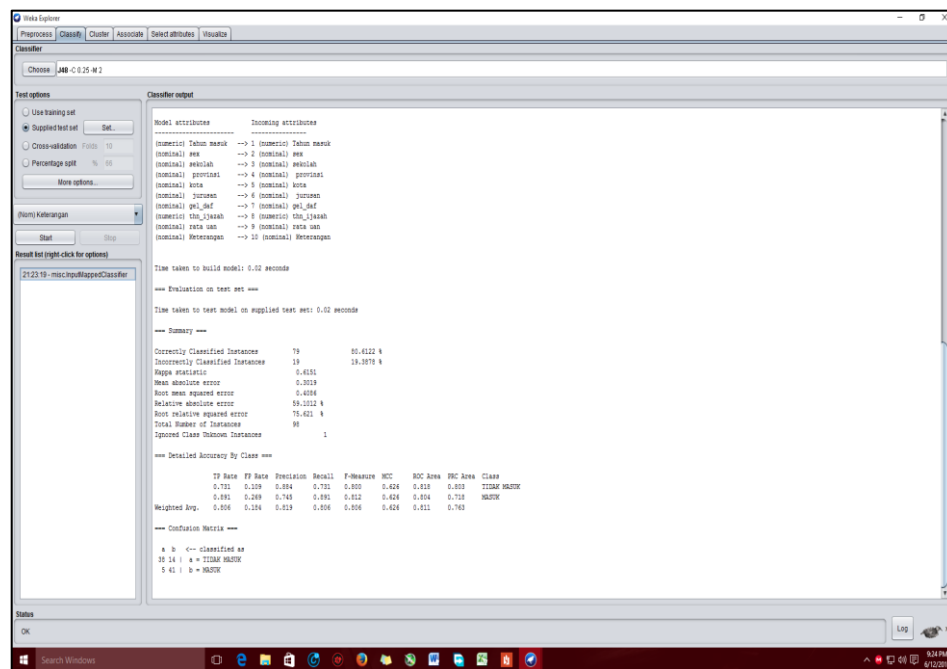 Weka Explorer
Preprocess Classify Cluster Associate Select attributes Visualize
Classifier
Choose J48 -C 0.25 -M 2
Test options
Use training set
Supplied test set Set...
Cross-validation Folds 10
Percentage split % 66
More options...
(Nom) Keterangan
Start Stop
Result list (right-click for options)
21:23:19 - misc.InputMappedClassifier
Classifier output
Model attributes Incoming attributes
----------------------- ----------------
(numeric) Tahun masuk --> 1 (numeric) Tahun masuk
(nominal) sex --> 2 (nominal) sex
(nominal) sekolah --> 3 (nominal) sekolah
(nominal) provinsi --> 4 (nominal) provinsi
(nominal) kota --> 5 (nominal) kota
(nominal) jurusan --> 6 (nominal) jurusan
(nominal) gel_daf --> 7 (nominal) gel_daf
(numeric) thn_ijazah --> 8 (numeric) thn_ijazah
(nominal) rata uan --> 9 (nominal) rata uan
(nominal) Keterangan --> 10 (nominal) Keterangan
Time taken to build model: 0.02 seconds
=== Evaluation on test set ===
Time taken to test model on supplied test set: 0.02 seconds
=== Summary ===
Correctly Classified Instances 79 80.6122 %
Incorrectly Classified Instances 19 19.3878 %
Kappa statistic 0.6151
Mean absolute error 0.3019
Root mean squared error 0.4086
Relative absolute error 59.1012 %
Root relative squared error 75.621 %
Total Number of Instances 98
Ignored Class Unknown Instances 1
=== Detailed Accuracy By Class ===
TP Rate FP Rate Precision Recall F-Measure MCC ROC Area PRC Area Class
0.731 0.109 0.884 0.731 0.800 0.626 0.818 0.803 TIDAK MASUK
0.891 0.269 0.745 0.891 0.812 0.626 0.804 0.718 MASUK
Weighted Avg. 0.806 0.184 0.819 0.806 0.806 0.626 0.811 0.763
=== Confusion Matrix ===
a b <-- classified as
38 14 | a = TIDAK MASUK
5 41 | b = MASUK
Status
OK
Log
Search Windows
9:24 PM